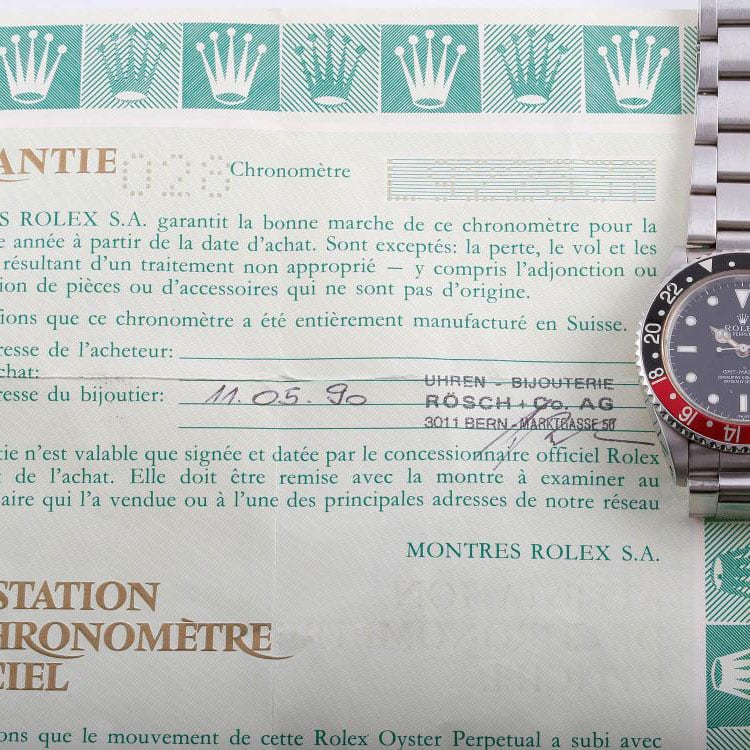 ANTIE 028 Chronomètre
S ROLEX S.A. garantit la bonne marche de ce chronomètre pour la
e année à partir de la date d'achat. Sont exceptés: la perte, le vol et les
résultant d'un traitement non approprié — y compris l'adjonction ou
ion de pièces ou d'accessoires qui ne sont pas d'origine.
ions que ce chronomètre a été entièrement manufacturé en Suisse.
resse de l'acheteur:
chat:
resse du bijoutier: 11.05.90
UHREN - BIJOUTERIE
RÖSCH + Co. AG
3011 BERN - MARKTGASSE 56
tie n'est valable que signée et datée par le concessionnaire officiel Rolex
t de l'achat. Elle doit être remise avec la montre à examiner au
naire qui l'a vendue ou à l'une des principales adresses de notre réseau
MONTRES ROLEX S.A.
STATION
HRONOMÈTRE
CIEL
ons que le mouvement de cette Rolex Oyster Perpetual a subi avec
22
20
18
16
14
ROLEX